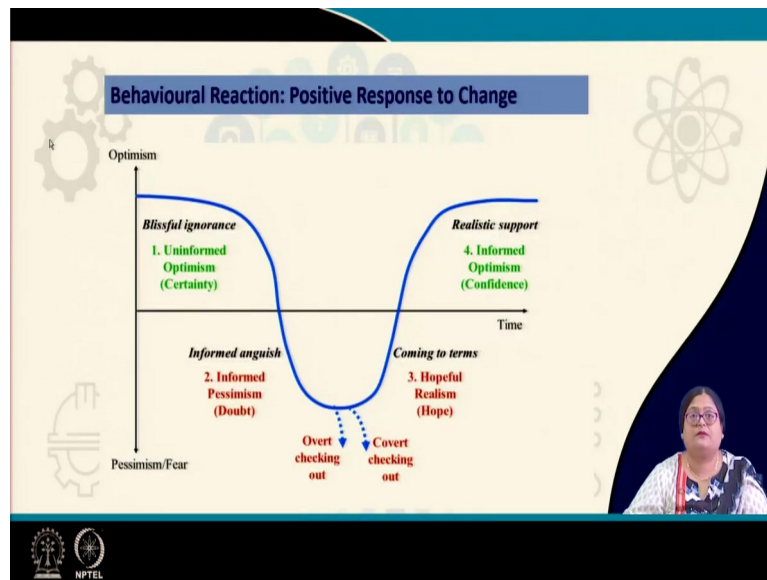 Behavioural Reaction: Positive Response to Change
Optimism
Blissful ignorance
1. Uninformed
Optimism
(Certainty)
Realistic support
4. Informed
Optimism
(Confidence)
Time
Informed anguish
2. Informed
Pessimism
(Doubt)
Coming to terms
3. Hopeful
Realism
(Hope)
Overt
checking
out
Covert
checking
out
Pessimism/Fear
NPTEL